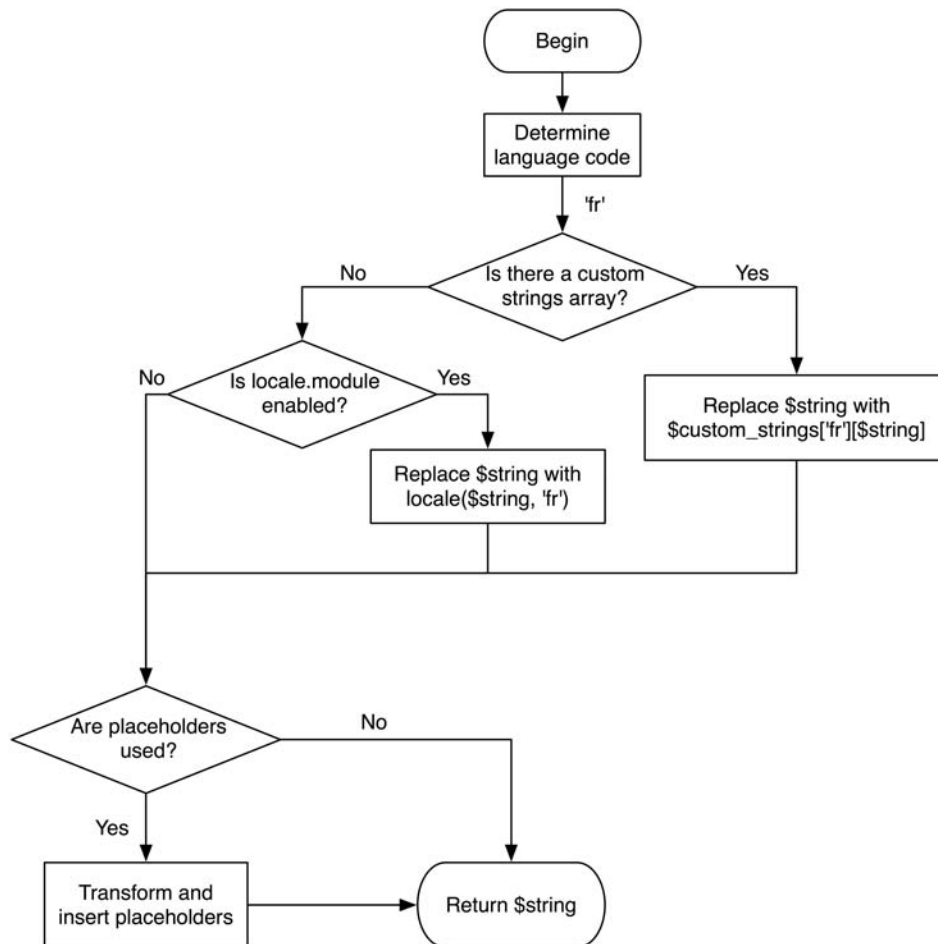 Begin
Determine
language code
'fr'
Is there a custom
strings array?
No
Yes
Is locale.module
enabled?
No
Yes
Replace $string with
$custom_strings['fr'][$string]
Replace $string with
locale($string, 'fr')
Are placeholders
used?
No
Yes
Transform and
insert placeholders
Return $string